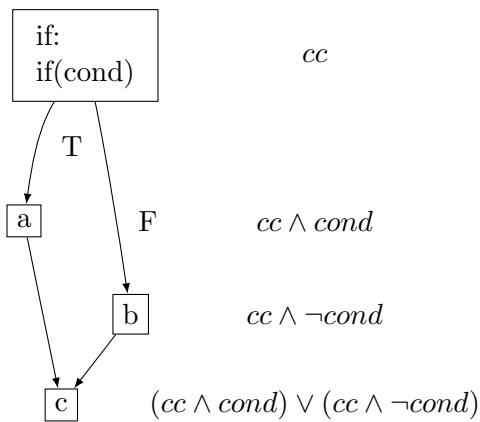 if:
if(cond)
cc
T
a
F
cc ∧ cond
b
cc ∧ ¬cond
c
(cc ∧ cond) ∨ (cc ∧ ¬cond)